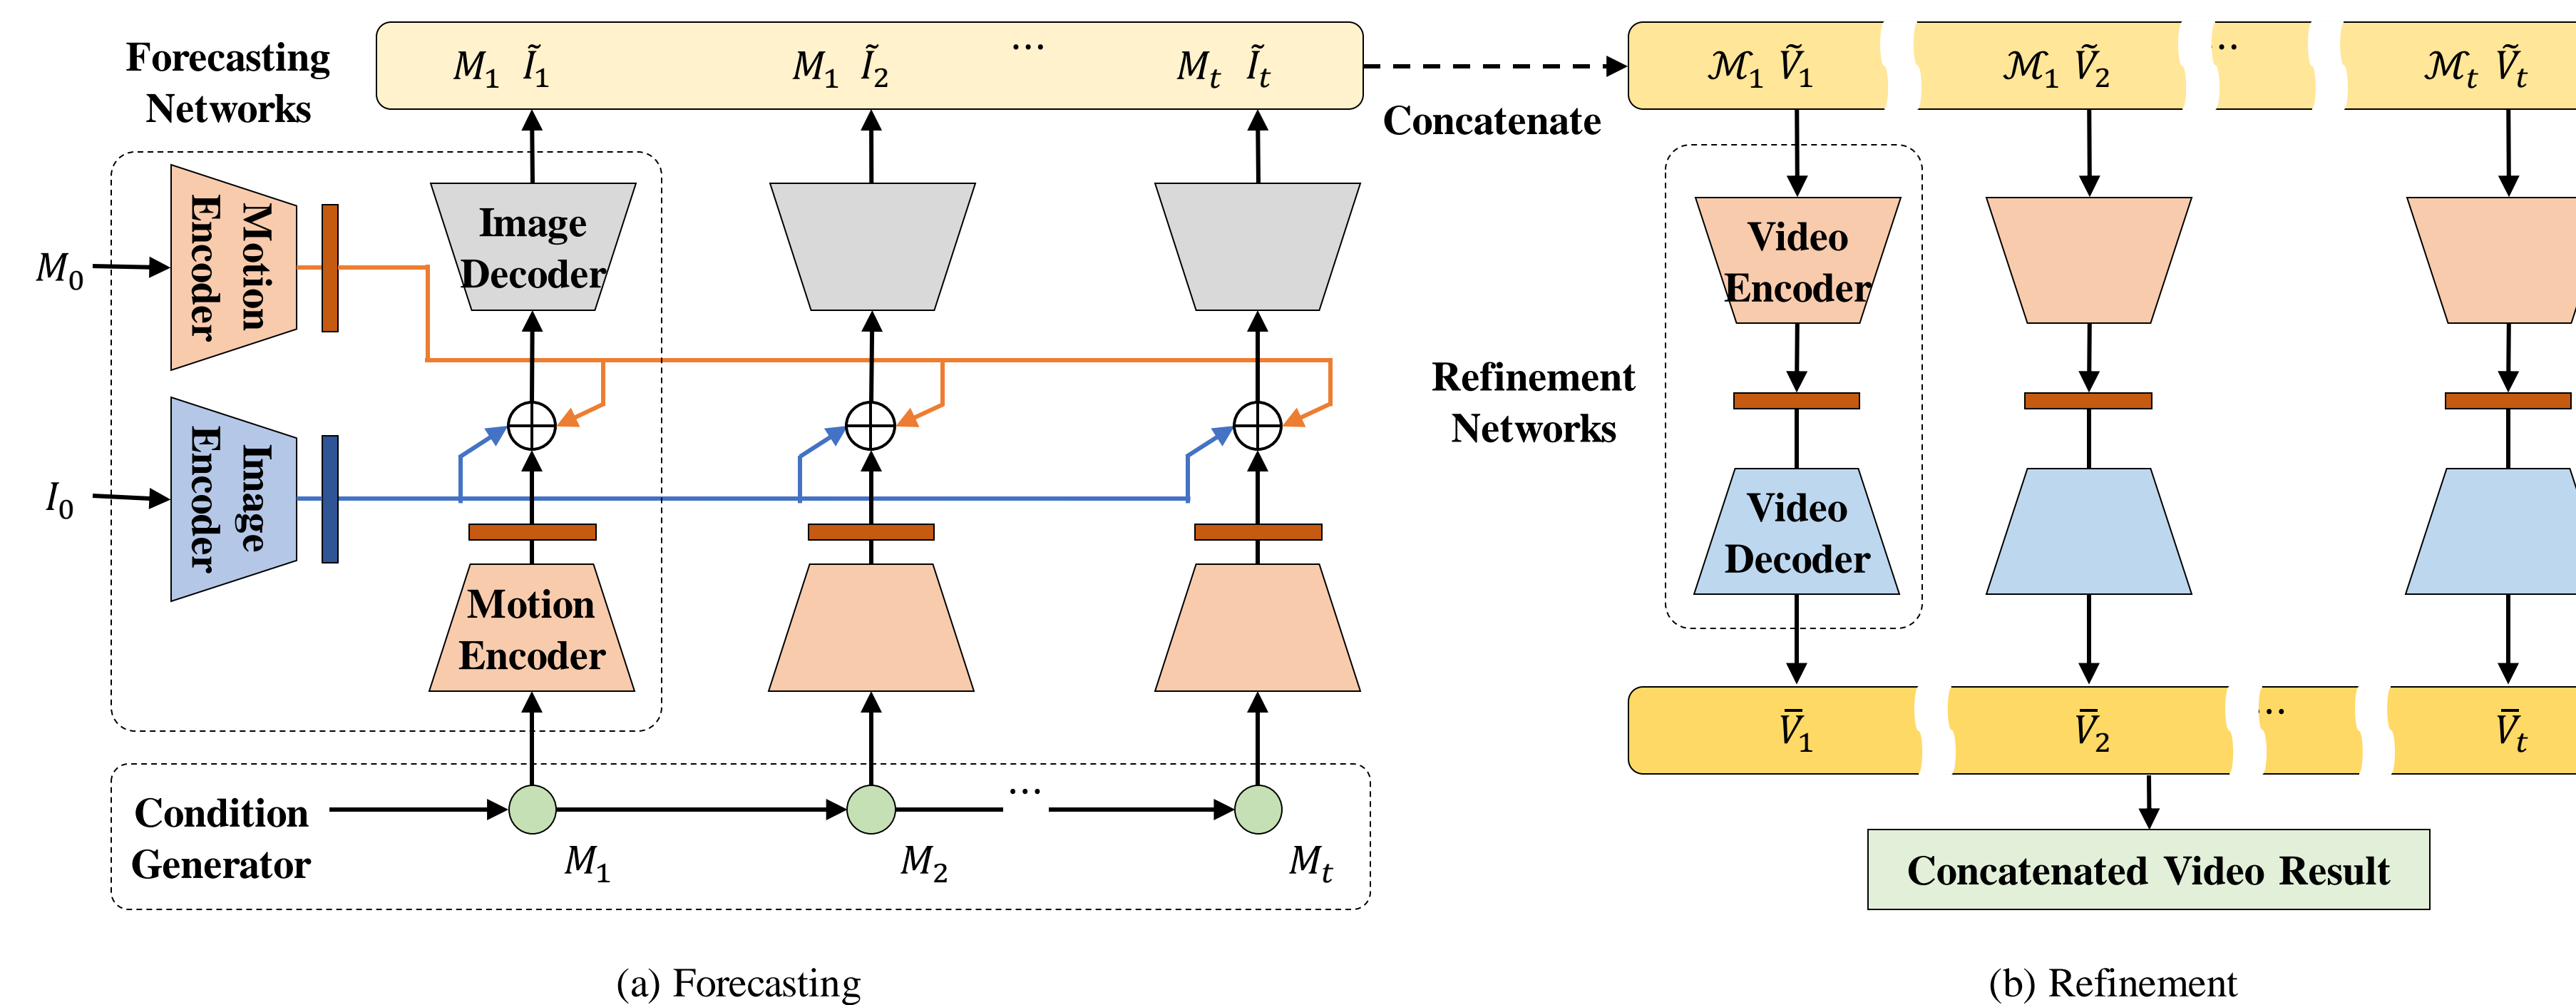 Forecasting
Networks
M₁ Ĩ₁
M₁ Ĩ₂
...
Mₜ Ĩₜ
Concatenate
ℳ₁ Ṽ₁
ℳ₁ Ṽ₂
...
ℳₜ Ṽₜ
Motion
Encoder
M₀
Image
Encoder
I₀
Image
Decoder
Motion
Encoder
Condition
Generator
M₁
M₂
...
Mₜ
Refinement
Networks
Video
Encoder
Video
Decoder
V̄₁
V̄₂
...
V̄ₜ
Concatenated Video Result
(a) Forecasting
(b) Refinement